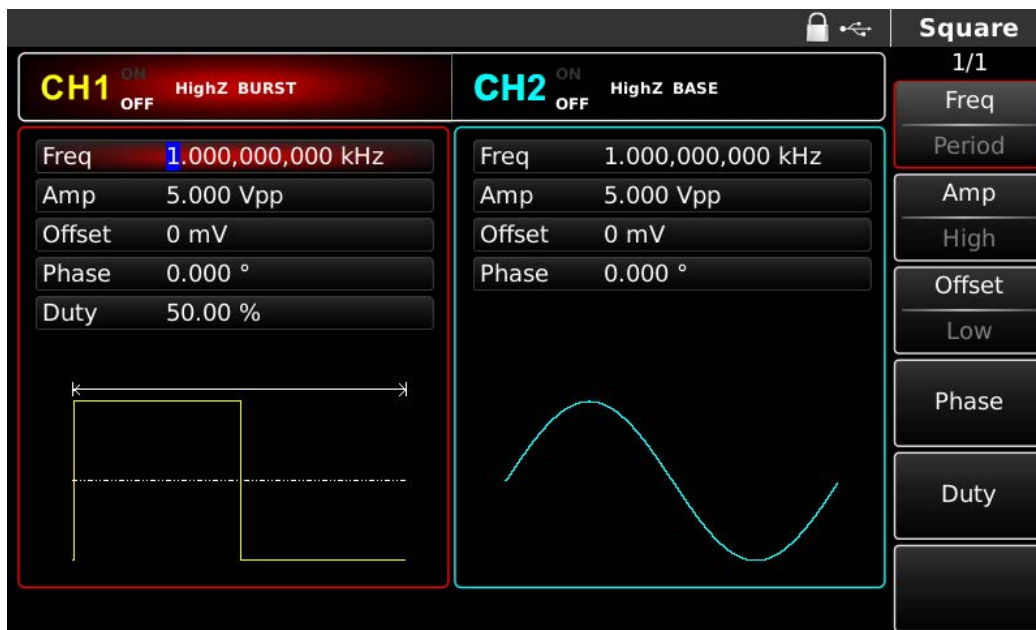 Square
1/1
CH1 ON OFF HighZ BURST
CH2 ON OFF HighZ BASE
Freq 1.000,000,000 kHz
Amp 5.000 Vpp
Offset 0 mV
Phase 0.000 °
Duty 50.00 %
Freq 1.000,000,000 kHz
Amp 5.000 Vpp
Offset 0 mV
Phase 0.000 °
Freq
Period
Amp
High
Offset
Low
Phase
Duty